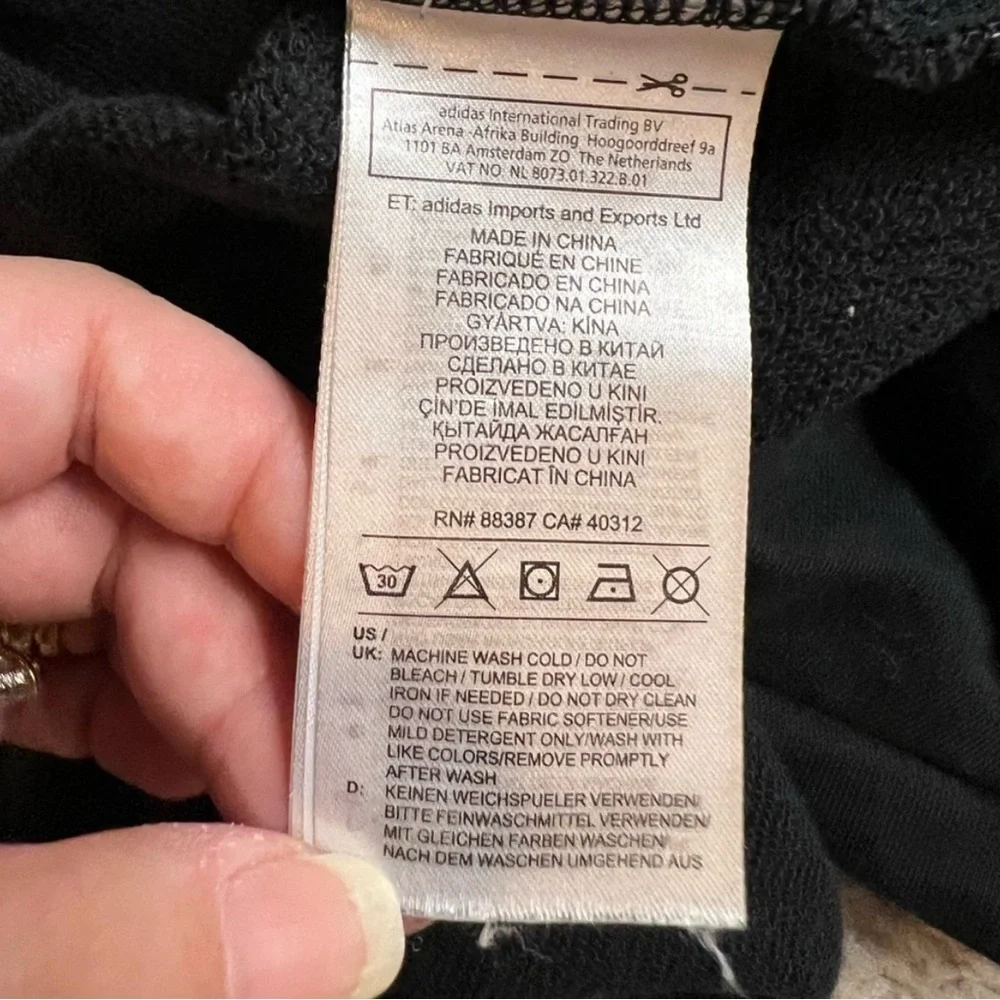 adidas International Trading BV
Atlas Arena -Afrika Building Hoogoorddreef 9a
1101 BA Amsterdam ZO The Netherlands
VAT NO. NL 8073.01.322.B.01
ET: adidas Imports and Exports Ltd
MADE IN CHINA
FABRIQUÉ EN CHINE
FABRICADO EN CHINA
FABRICADO NA CHINA
GYÁRTVA: KÍNA
ПРОИЗВЕДЕНО В КИТАЙ
СДЕЛАНО В КИТАЕ
PROIZVEDENO U KINI
ÇİN'DE İMAL EDİLMİŞTİR.
ҚЫТАЙДА ЖАСАЛҒАН
PROIZVEDENO U KINI
FABRICAT ÎN CHINA
RN# 88387 CA# 40312
30
US /
UK: MACHINE WASH COLD / DO NOT
BLEACH / TUMBLE DRY LOW / COOL
IRON IF NEEDED / DO NOT DRY CLEAN
DO NOT USE FABRIC SOFTENER/USE
MILD DETERGENT ONLY/WASH WITH
LIKE COLORS/REMOVE PROMPTLY
AFTER WASH
D: KEINEN WEICHSPUELER VERWENDEN/
BITTE FEINWASCHMITTEL VERWENDEN/
MIT GLEICHEN FARBEN WASCHEN/
NACH DEM WASCHEN UMGEHEND AUS